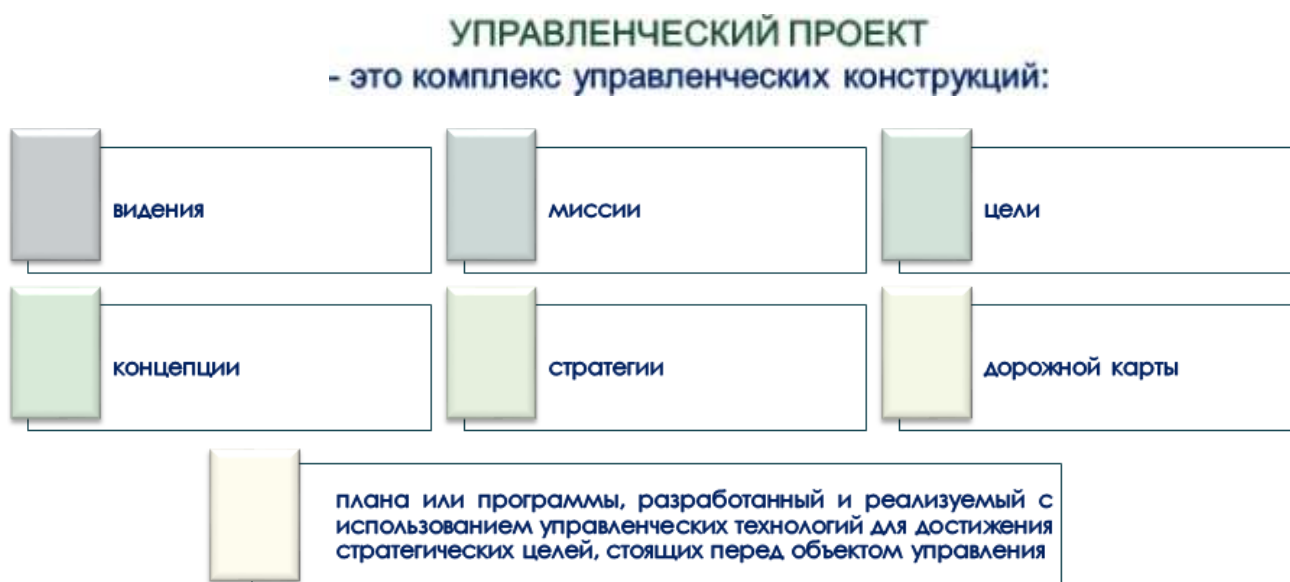 УПРАВЛЕНЧЕСКИЙ ПРОЕКТ
- это комплекс управленческих конструкций:
видения
миссии
цели
концепции
стратегии
дорожной карты
плана или программы, разработанный и реализуемый с
использованием управленческих технологий для достижения
стратегических целей, стоящих перед объектом управления